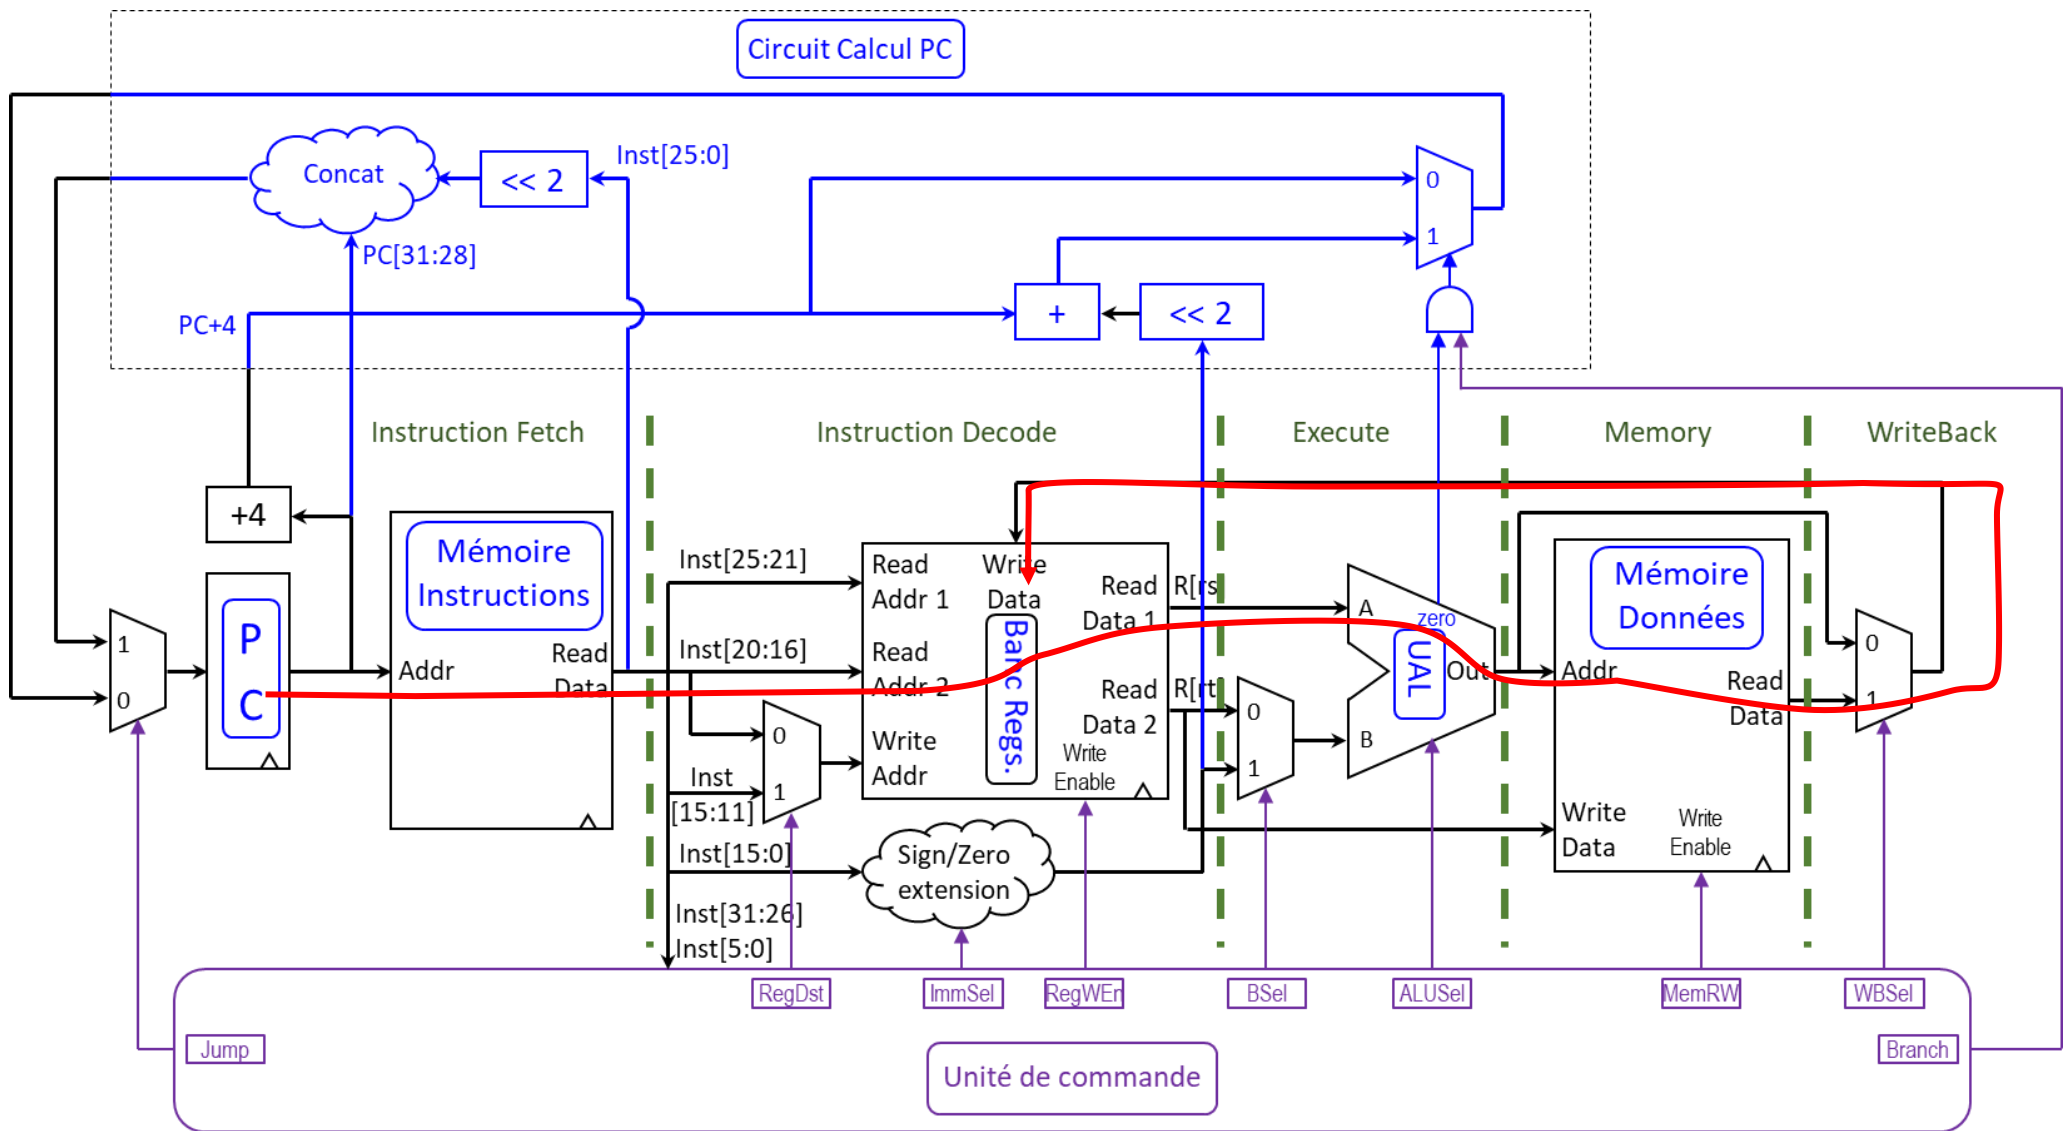 Circuit Calcul PC
Concat
<< 2
Inst[25:0]
0
1
PC[31:28]
PC+4
+
<< 2
Instruction Fetch
Instruction Decode
Execute
Memory
WriteBack
+4
Mémoire
Instructions
Addr
Read
Data
P
C
1
0
Inst[25:21]
Inst[20:16]
0
1
Inst
[15:11]
Inst[15:0]
Inst[31:26]
Inst[5:0]
Read
Addr 1
Read
Addr 2
Write
Addr
Write
Data
Banc Regs.
Read
Data 1
Read
Data 2
Write
Enable
Sign/Zero
extension
R[rs
R[rt]
0
1
A
B
zero
UAL
Out
Mémoire
Données
Addr
Read
Data
Write
Data
Write
Enable
0
1
RegDst
ImmSel
RegWEn
BSel
ALUSel
MemRW
WBSel
Jump
Branch
Unité de commande